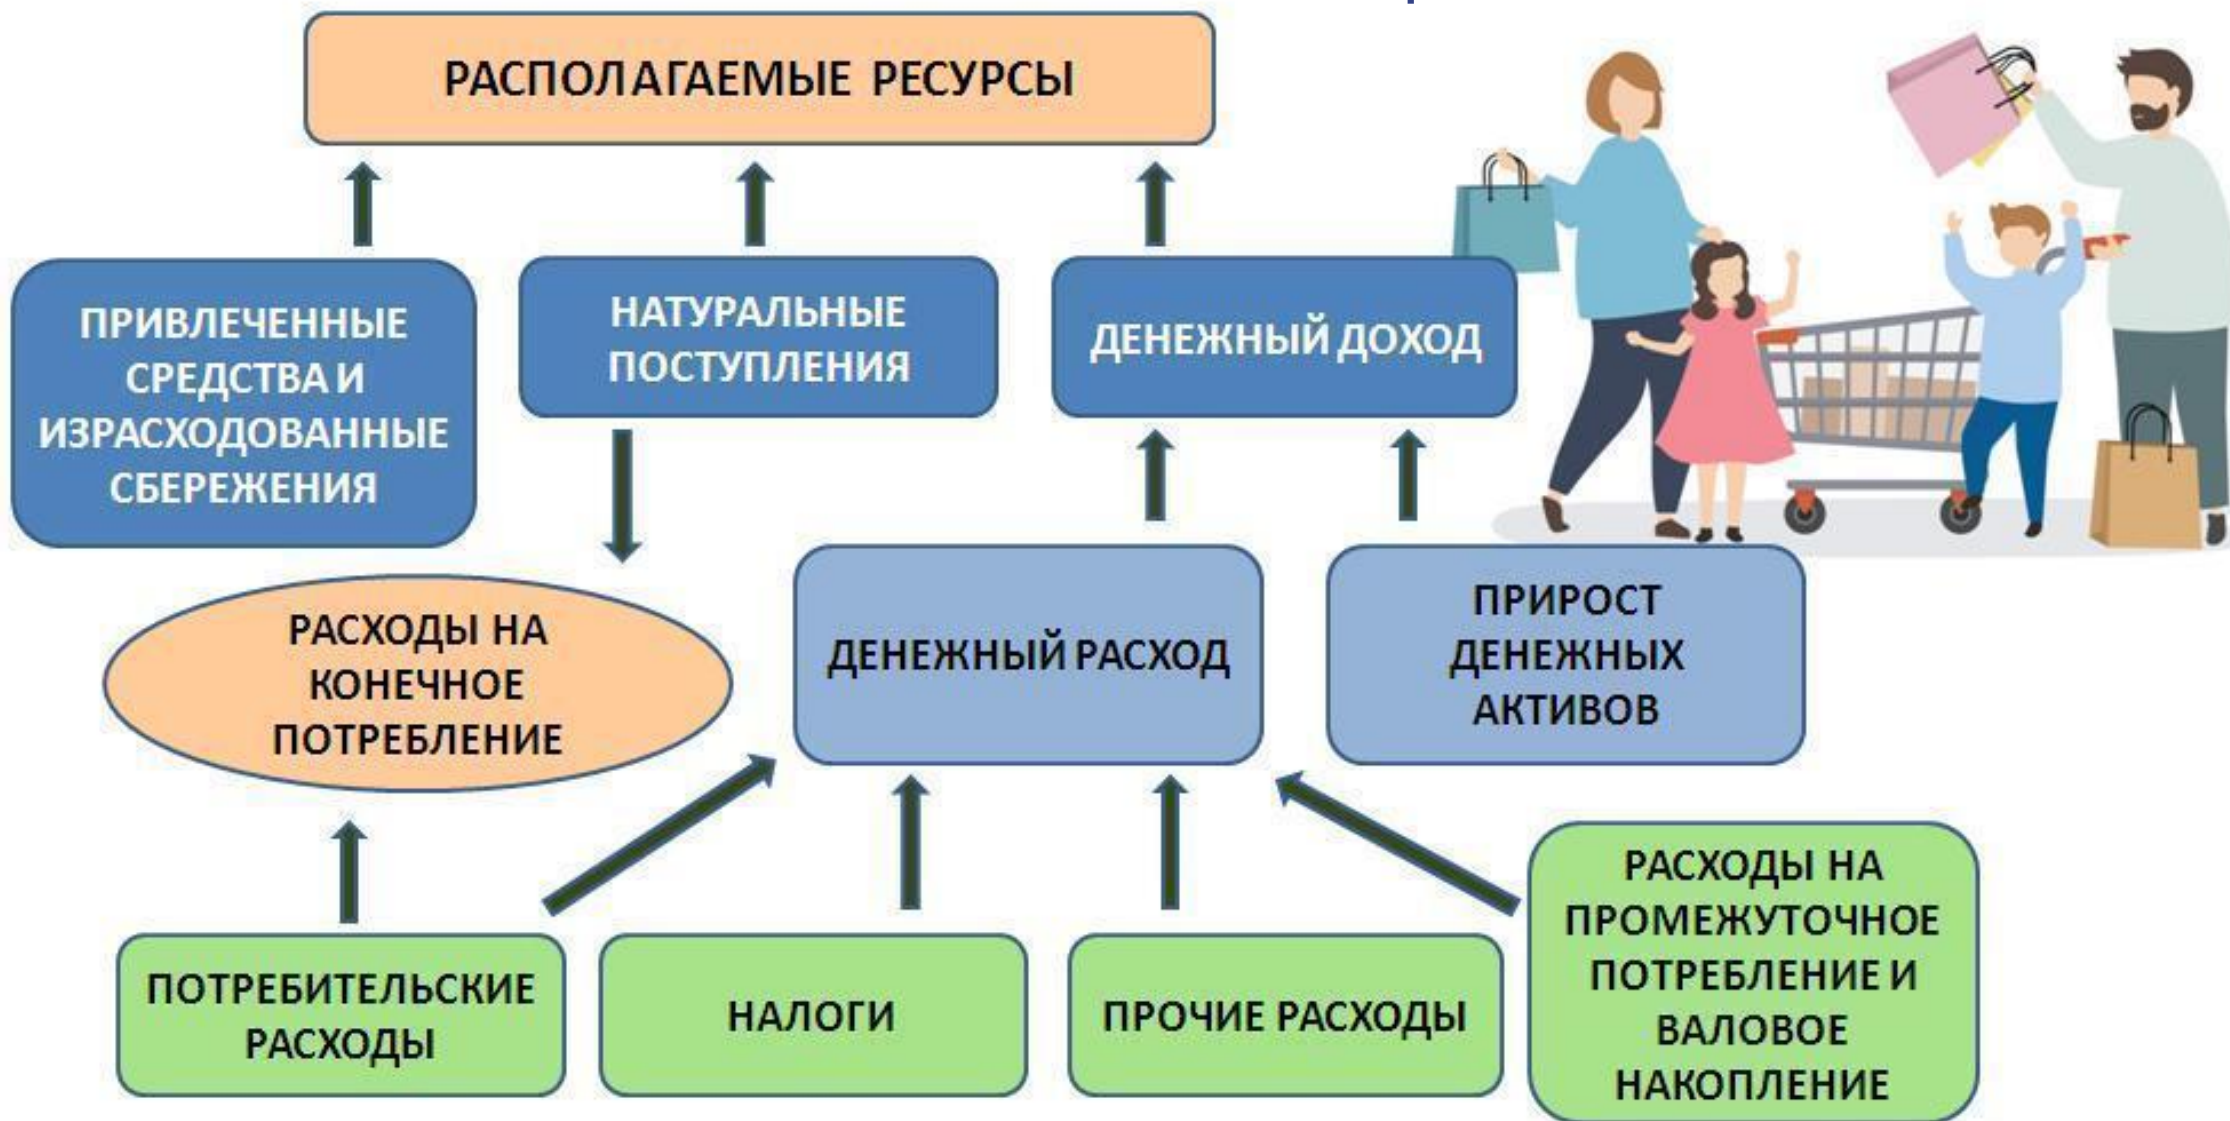 РАСПОЛАГАЕМЫЕ РЕСУРСЫ
ПРИВЛЕЧЕННЫЕ
СРЕДСТВА И
ИЗРАСХОДОВАННЫЕ
СБЕРЕЖЕНИЯ
НАТУРАЛЬНЫЕ
ПОСТУПЛЕНИЯ
ДЕНЕЖНЫЙ ДОХОД
РАСХОДЫ НА
КОНЕЧНОЕ
ПОТРЕБЛЕНИЕ
ДЕНЕЖНЫЙ РАСХОД
ПРИРОСТ
ДЕНЕЖНЫХ
АКТИВОВ
ПОТРЕБИТЕЛЬСКИЕ
РАСХОДЫ
НАЛОГИ
ПРОЧИЕ РАСХОДЫ
РАСХОДЫ НА
ПРОМЕЖУТОЧНОЕ
ПОТРЕБЛЕНИЕ И
ВАЛОВОЕ
НАКОПЛЕНИЕ